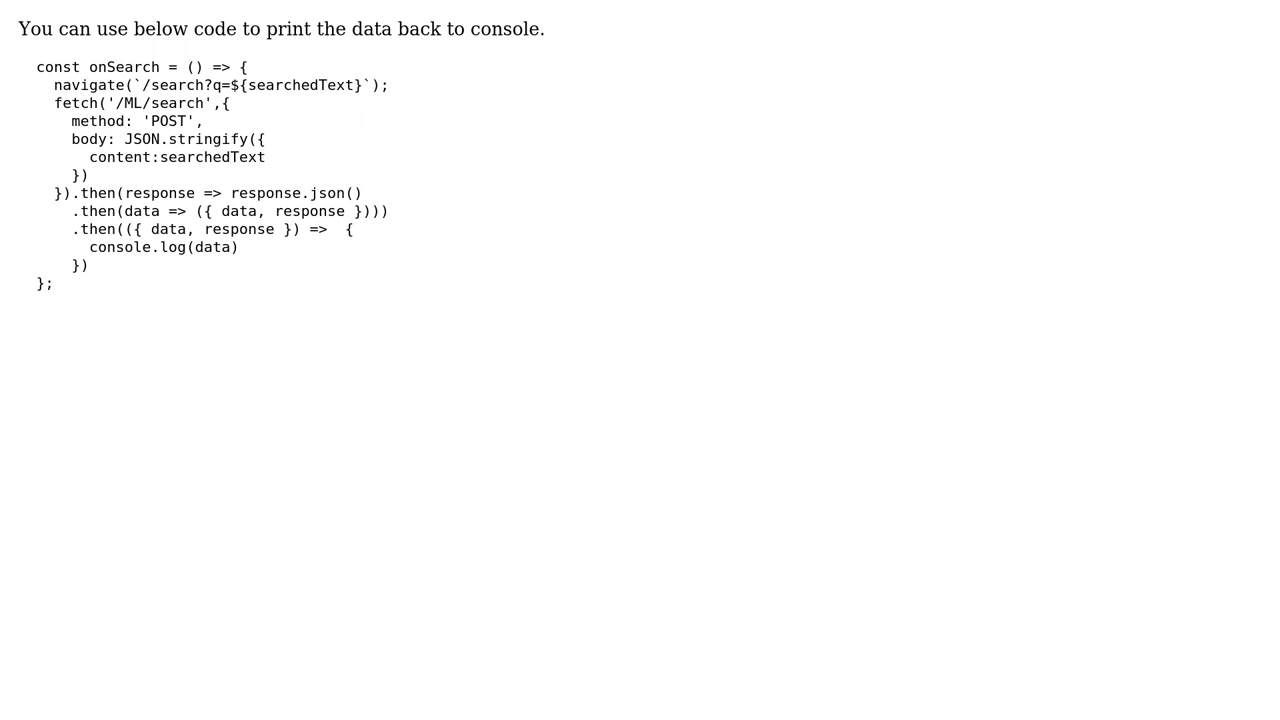 You can use below code to print the data back to console.
const onSearch = () => {
  navigate(`/search?q=${searchedText}`);
  fetch('/ML/search',{
    method: 'POST',
    body: JSON.stringify({
      content:searchedText
    })
  }).then(response => response.json()
    .then(data => ({ data, response })))
    .then(({ data, response }) =>  {
      console.log(data)
    })
};